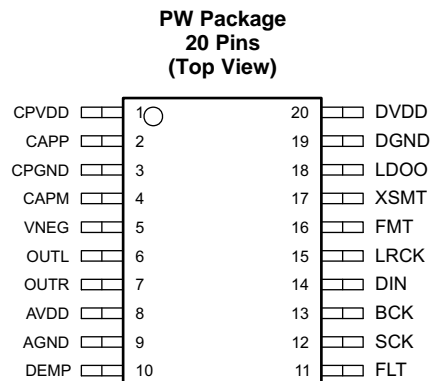 PW Package
20 Pins
(Top View)
CPVDD 1 20 DVDD
CAPP 2 19 DGND
CPGND 3 18 LDOO
CAPM 4 17 XSMT
VNEG 5 16 FMT
OUTL 6 15 LRCK
OUTR 7 14 DIN
AVDD 8 13 BCK
AGND 9 12 SCK
DEMP 10 11 FLT